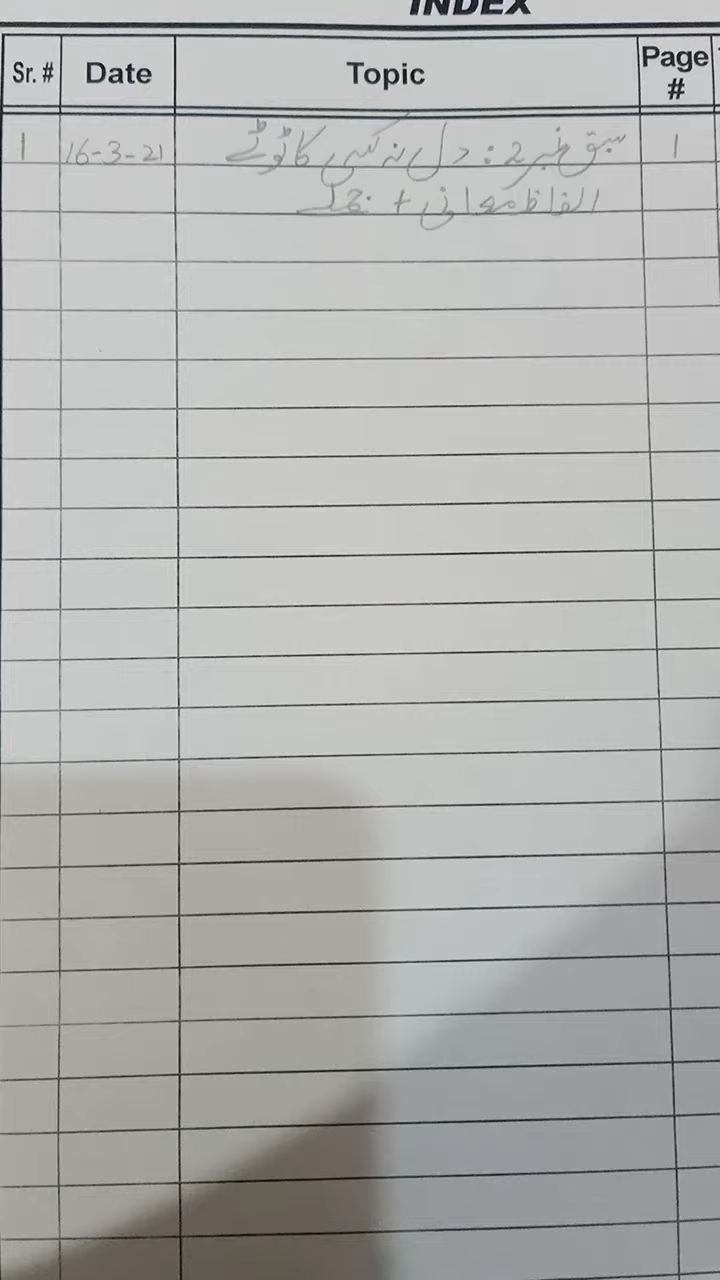 INDEX
Sr. # Date Topic Page #
1 16-3-21 سبق نمبر 2: دل نہ کسی کا ٹوٹے 1
الفاظ معانی + جملے